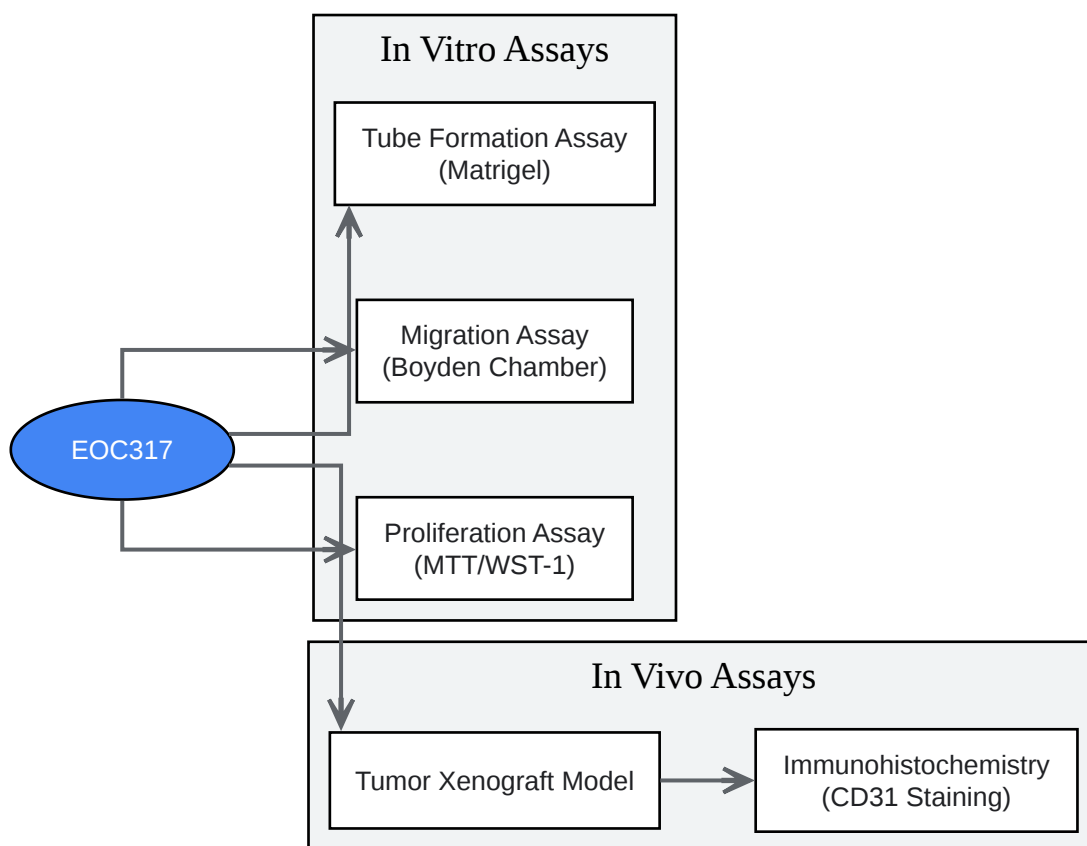 In Vitro Assays
Tube Formation Assay
(Matrigel)
Migration Assay
(Boyden Chamber)
EOC317
Proliferation Assay
(MTT/WST-1)
In Vivo Assays
Tumor Xenograft Model
Immunohistochemistry
(CD31 Staining)